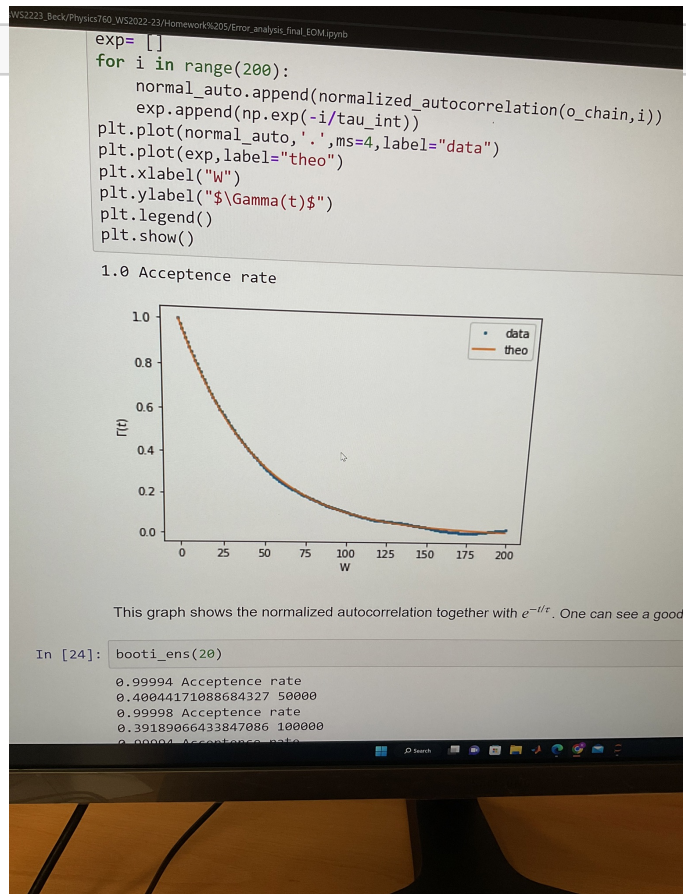 WS2223_Beck/Physics760_WS2022-23/Homework%205/Error_analysis_final_EOM.ipynb
exp= []
for i in range(200):
    normal_auto.append(normalized_autocorrelation(o_chain,i))
    exp.append(np.exp(-i/tau_int))
plt.plot(normal_auto,'.',ms=4,label="data")
plt.plot(exp,label="theo")
plt.xlabel("W")
plt.ylabel("$\Gamma(t)$")
plt.legend()
plt.show()
1.0 Acceptence rate
1.0
0.8
0.6
0.4
0.2
0.0
Γ(t)
data
theo
0 25 50 75 100 125 150 175 200
W
This graph shows the normalized autocorrelation together with e^{-t/τ}. One can see a good
In [24]: booti_ens(20)
0.99994 Acceptence rate
0.40044171088684327 50000
0.99998 Acceptence rate
0.39189066433847086 100000
0.99994 Acceptence rate
Search